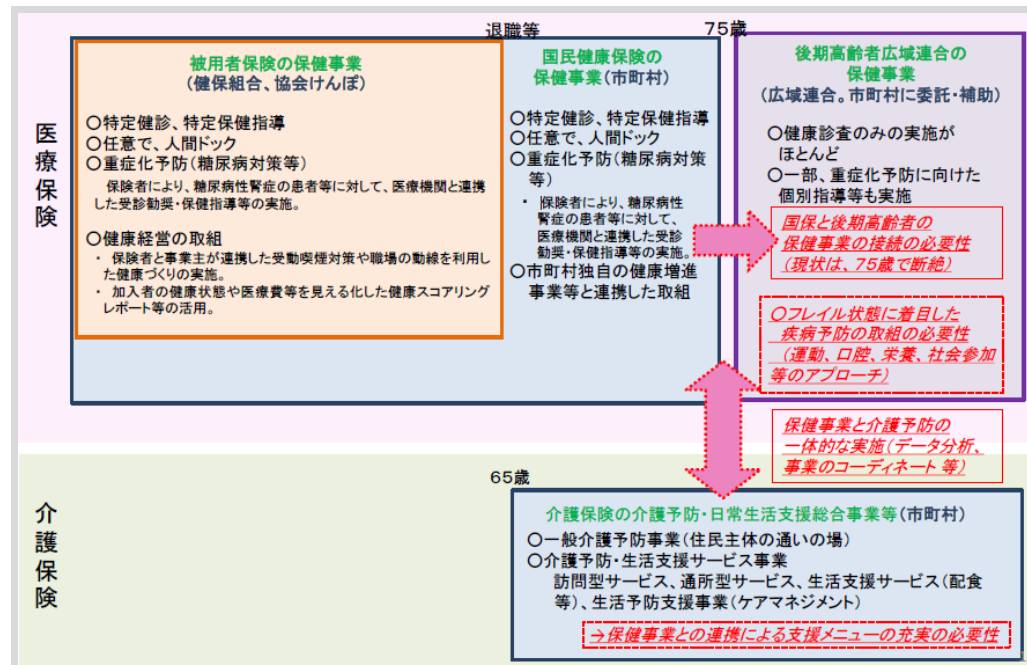 退職等
75歳
医療保険
被用者保険の保健事業
(健保組合、協会けんぽ)
○特定健診、特定保健指導
○任意で、人間ドック
○重症化予防(糖尿病対策等)
保険者により、糖尿病性腎症の患者等に対して、医療機関と連携
した受診勧奨・保健指導等の実施。
○健康経営の取組
・ 保険者と事業主が連携した受動喫煙対策や職場の動線を利用し
た健康づくりの実施。
・ 加入者の健康状態や医療費等を見える化した健康スコアリング
レポート等の活用。
国民健康保険の
保健事業(市町村)
○特定健診、特定保健指導
○任意で、人間ドック
○重症化予防(糖尿病対策
等)
・ 保険者により、糖尿病性
腎症の患者等に対して、
医療機関と連携した受診
勧奨・保健指導等の実施。
○市町村独自の健康増進
事業等と連携した取組
後期高齢者広域連合の
保健事業
(広域連合。市町村に委託・補助)
○健康診査のみの実施が
ほとんど
○一部、重症化予防に向けた
個別指導等も実施
国保と後期高齢者の
保健事業の接続の必要性
(現状は、75歳で断絶)
○フレイル状態に着目した
疾病予防の取組の必要性
(運動、口腔、栄養、社会参加
等のアプローチ)
保健事業と介護予防の
一体的な実施(データ分析、
事業のコーディネート等)
65歳
介護保険
介護保険の介護予防・日常生活支援総合事業等(市町村)
○一般介護予防事業(住民主体の通いの場)
○介護予防・生活支援サービス事業
訪問型サービス、通所型サービス、生活支援サービス(配食
等)、生活予防支援事業(ケアマネジメント)
→保健事業との連携による支援メニューの充実の必要性